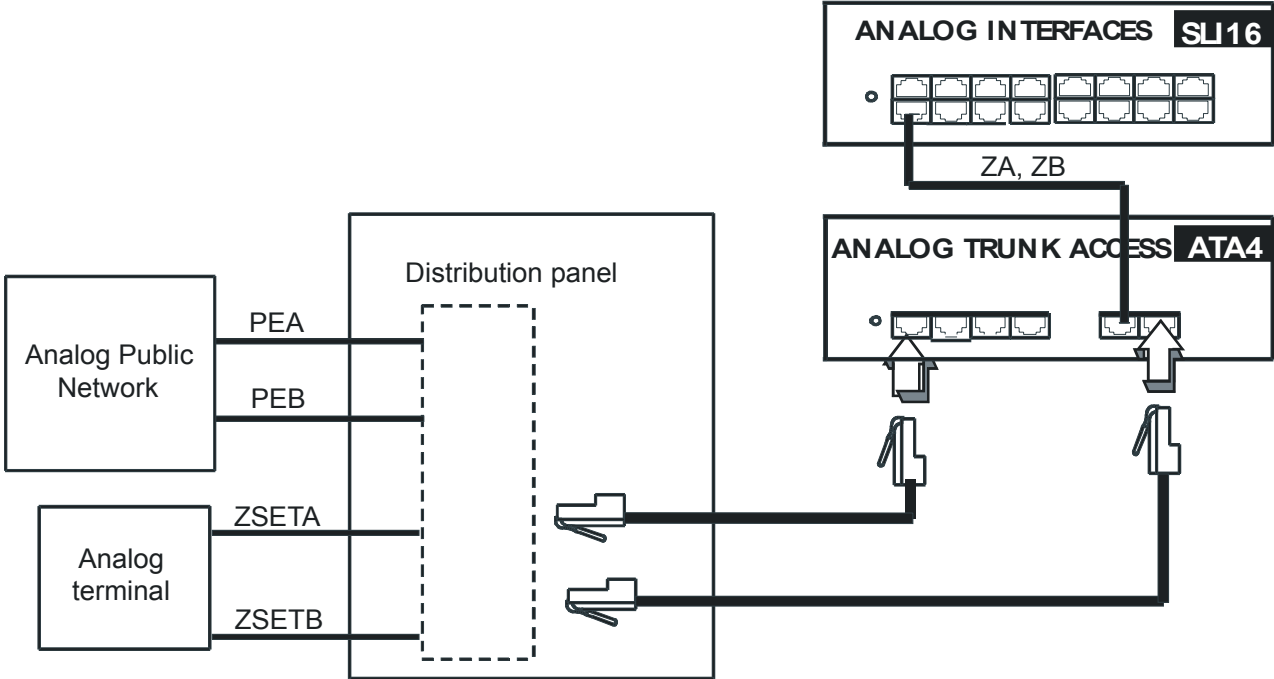 ANALOG INTERFACES SLI16
ZA, ZB
ANALOG TRUNK ACCESS ATA4
Distribution panel
Analog Public
Network
PEA
PEB
Analog
terminal
ZSETA
ZSETB